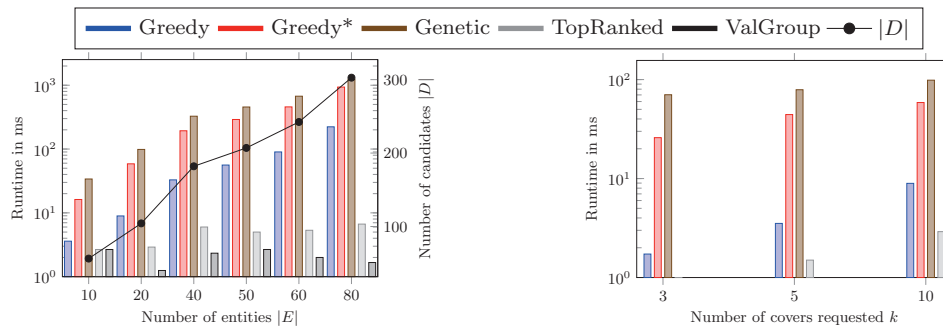 Greedy Greedy* Genetic TopRanked ValGroup |D|
10³
10²
10¹
10⁰
Runtime in ms
10 20 40 50 60 80
Number of entities |E|
300
200
100
Number of candidates |D|
10²
10¹
10⁰
Runtime in ms
3 5 10
Number of covers requested k